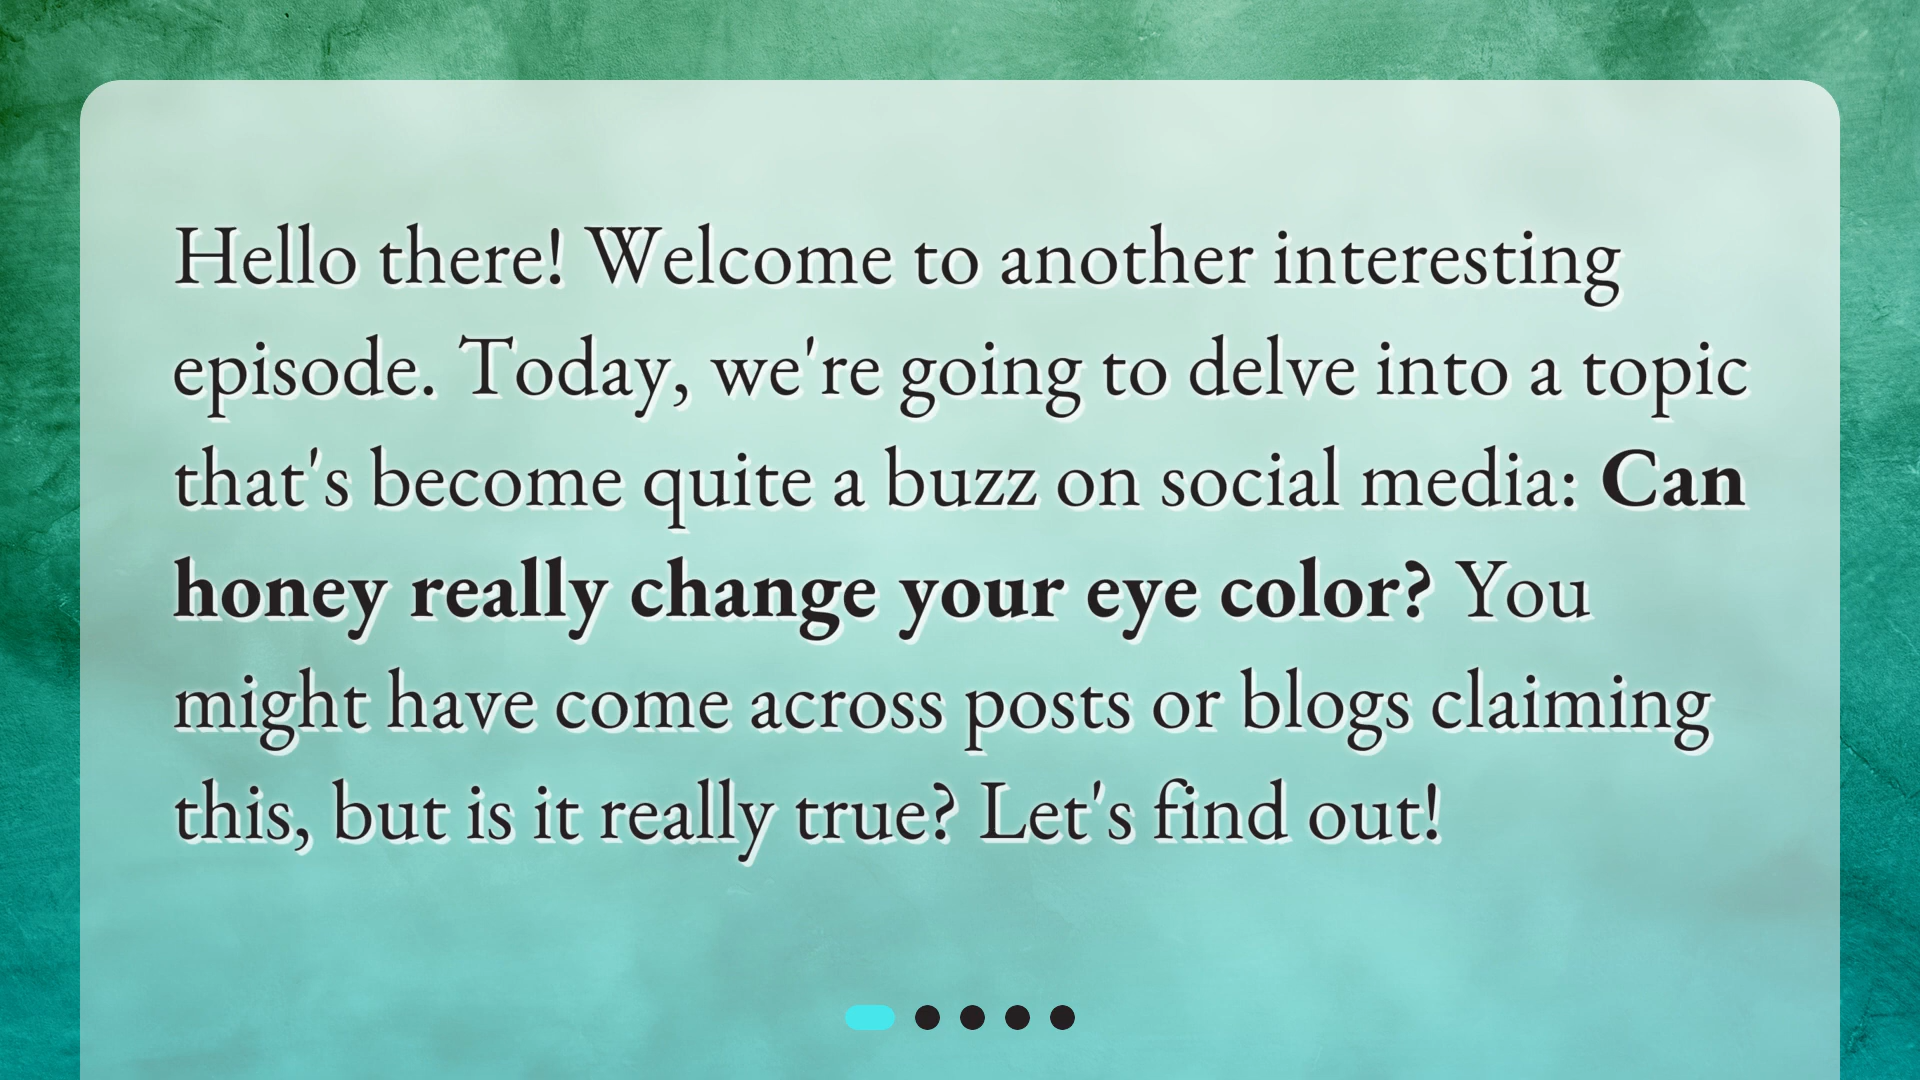 Hello there! Welcome to another interesting
episode. Today, we're going to delve into a topic
that's become quite a buzz on social media: Can
honey really change your eye color? You
might have come across posts or blogs claiming
this, but is it really true? Let's find out!